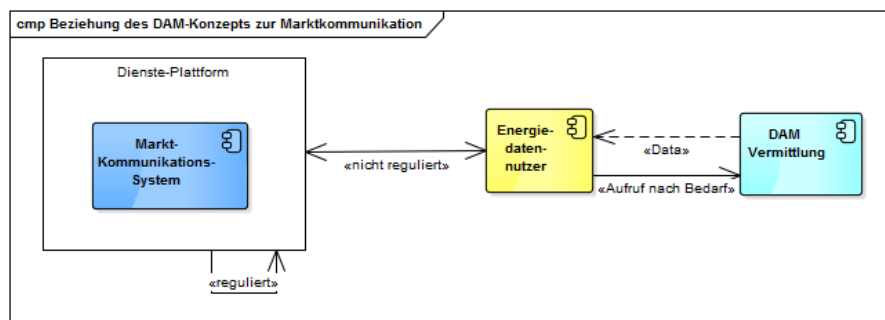 cmp Beziehung des DAM-Konzepts zur Marktkommunikation
Dienste-Plattform
Markt-
Kommunikations-
System
«nicht reguliert»
«reguliert»
Energie-
daten-
nutzer
«Data»
«Aufruf nach Bedarf»
DAM
Vermittlung